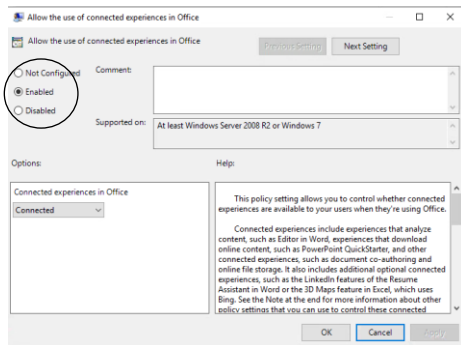 Allow the use of connected experiences in Office
Allow the use of connected experiences in Office
Previous Setting
Next Setting
Not Configured
Comment:
Enabled
Disabled
Supported on:
At least Windows Server 2008 R2 or Windows 7
Options:
Help:
Connected experiences in Office
Connected
This policy setting allows you to control whether connected
experiences are available to your users when they're using Office.
Connected experiences include experiences that analyze
content, such as Editor in Word, experiences that download
online content, such as PowerPoint QuickStarter, and other
connected experiences, such as document co-authoring and
online file storage. It also includes additional optional connected
experiences, such as the LinkedIn features of the Resume
Assistant in Word or the 3D Maps feature in Excel, which uses
Bing. See the Note at the end for more information about other
policy settings that you can use to control these connected
OK
Cancel
Apply